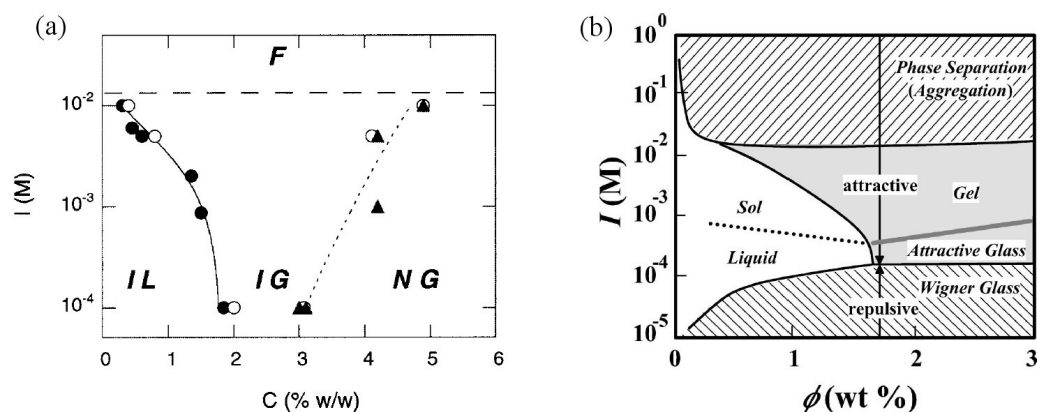 (a)
F
10⁻²
10⁻³
10⁻⁴
I (M)
IL
IG
NG
0
1
2
3
4
5
6
C (% w/w)
(b)
10⁰
10⁻¹
10⁻²
10⁻³
10⁻⁴
10⁻⁵
I (M)
Phase Separation
(Aggregation)
attractive
Gel
Sol
Liquid
Attractive Glass
Wigner Glass
repulsive
0
1
2
3
ϕ (wt %)